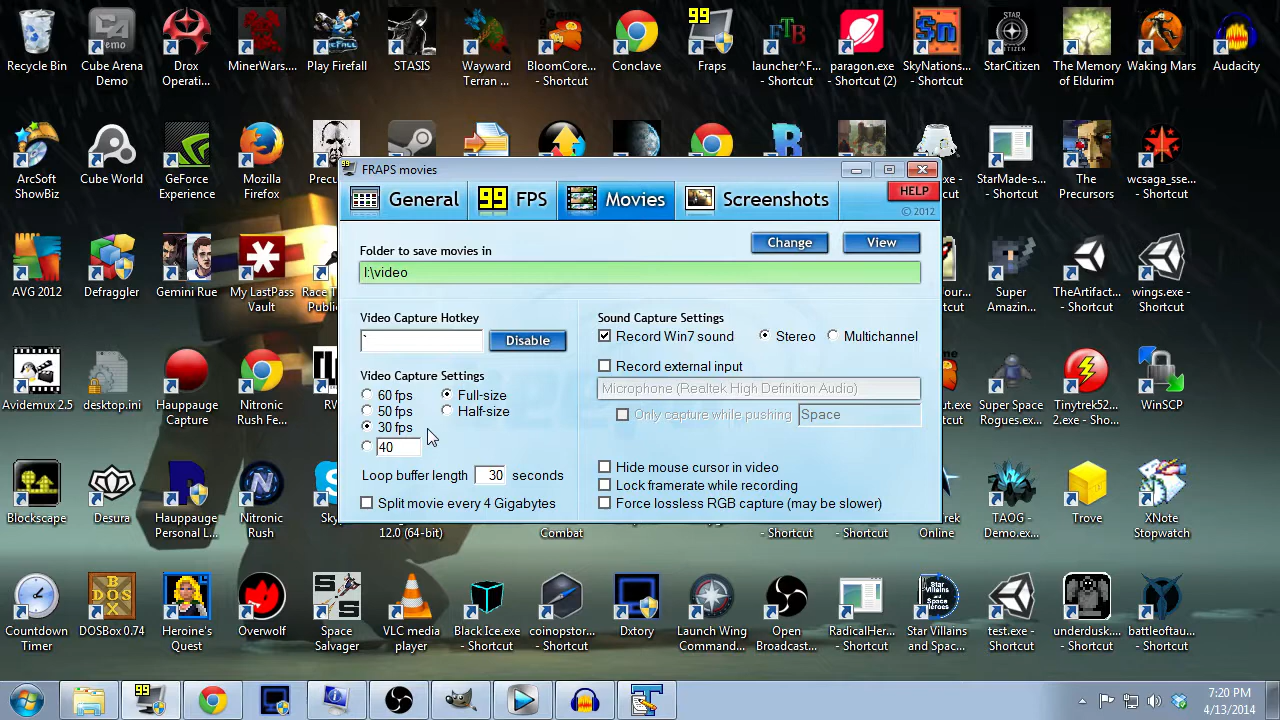 Recycle Bin
Cube Arena
Demo
Drox
Operati...
MinerWars....
Play Firefall
STASIS
Wayward
Terran ...
BloomCore...
- Shortcut
Conclave
Fraps
launcher^F...
- Shortcut
paragon.exe
- Shortcut (2)
SkyNations...
- Shortcut
StarCitizen
The Memory
of Eldurim
Waking Mars
Audacity
ArcSoft
ShowBiz
Cube World
GeForce
Experience
Mozilla
Firefox
StarMade-s...
- Shortcut
The
Precursors
wcsaga_sse...
- Shortcut
FRAPS movies
General
99 FPS
Movies
Screenshots
HELP
© 2012
Folder to save movies in
Change
View
I:\video
Video Capture Hotkey
`
Disable
Video Capture Settings
60 fps
50 fps
30 fps
40
Full-size
Half-size
Loop buffer length 30 seconds
Split movie every 4 Gigabytes
Sound Capture Settings
Record Win7 sound
Stereo
Multichannel
Record external input
Microphone (Realtek High Definition Audio)
Only capture while pushing
Space
Hide mouse cursor in video
Lock framerate while recording
Force lossless RGB capture (may be slower)
AVG 2012
Defraggler
Gemini Rue
My LastPass
Vault
Super
Amazin...
TheArtifact...
- Shortcut
wings.exe -
Shortcut
Avidemux 2.5
desktop.ini
Hauppauge
recorded...
Nitronic
Rush Fe...
Super Space
Rogues.ex...
Tinytrek52...
- Shortcut
WinSCP
Blockscape
Desura
Hauppauge
Personal L...
Nitronic
Rush
12.0 (64-bit)
Combat
- Shortcut
- Shortcut
Online
TAOG -
Demo.ex...
Trove
XNote
Stopwatch
Countdown
Timer
DOSBox 0.74
Heroine's
Quest
Overwolf
Space
Salvager
VLC media
player
Black Ice.exe
- Shortcut
coinopstor...
- Shortcut
Dxtory
Launch Wing
Command...
Open
Broadcast...
RadicalHer...
- Shortcut
Star Villains
and Spac...
test.exe -
Shortcut
underdusk....
- Shortcut
battleoftau...
- Shortcut
7:20 PM
4/13/2014